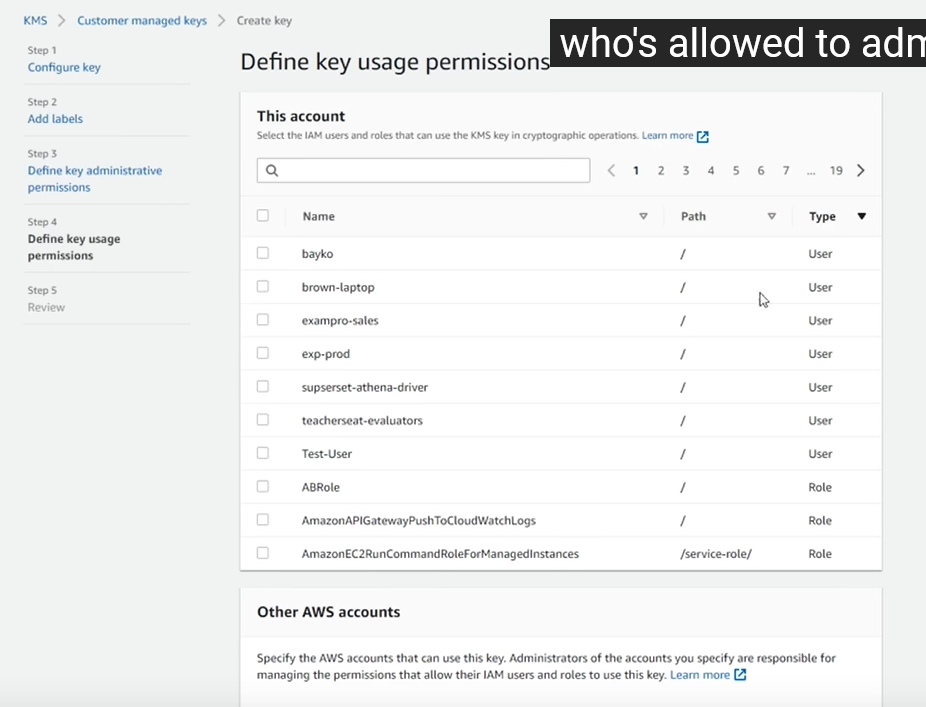 KMS > Customer managed keys > Create key
who's allowed to adm
Step 1
Configure key
Step 2
Add labels
Step 3
Define key administrative
permissions
Step 4
Define key usage
permissions
Step 5
Review
Define key usage permissions
This account
Select the IAM users and roles that can use the KMS key in cryptographic operations. Learn more
< 1 2 3 4 5 6 7 ... 19 >
Name Path Type
bayko / User
brown-laptop / User
exampro-sales / User
exp-prod / User
supserset-athena-driver / User
teacherseat-evaluators / User
Test-User / User
ABRole / Role
AmazonAPIGatewayPushToCloudWatchLogs / Role
AmazonEC2RunCommandRoleForManagedInstances /service-role/ Role
Other AWS accounts
Specify the AWS accounts that can use this key. Administrators of the accounts you specify are responsible for
managing the permissions that allow their IAM users and roles to use this key. Learn more